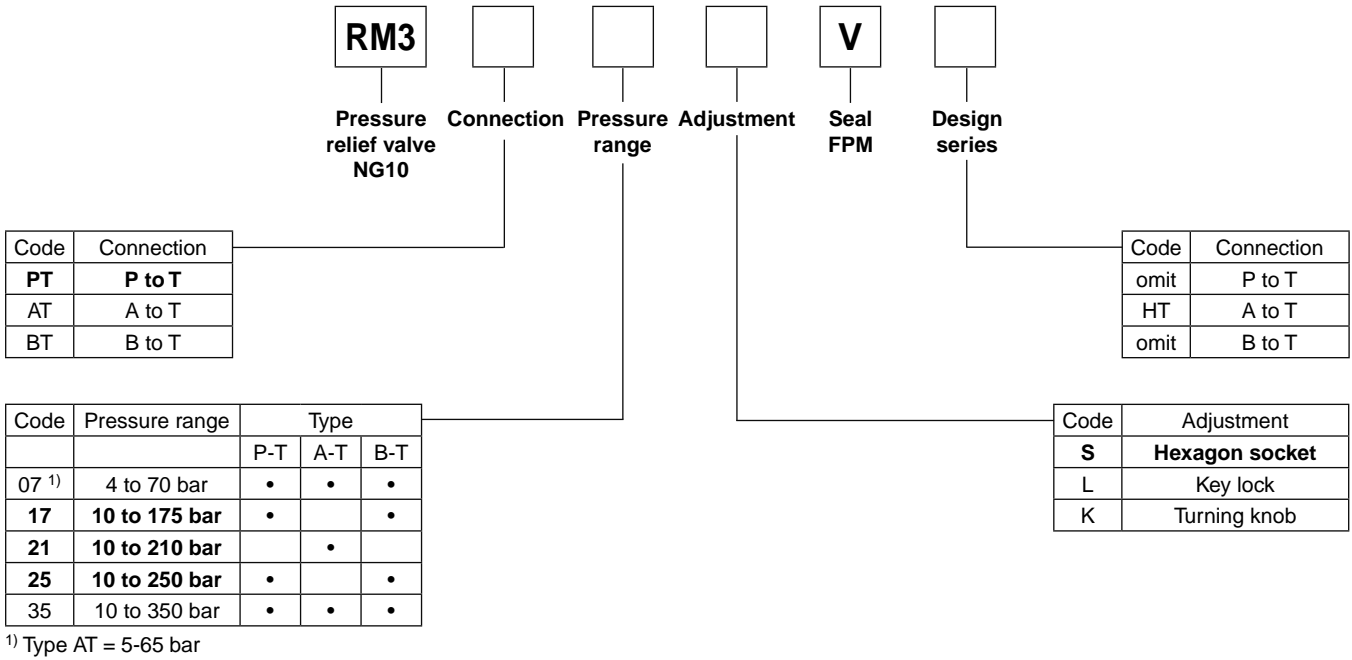 RM3 V
Pressure relief valve NG10
Connection
Pressure range
Adjustment
Seal FPM
Design series
Code Connection
PT P to T
AT A to T
BT B to T
Code Connection
omit P to T
HT A to T
omit B to T
Code Pressure range Type
P-T A-T B-T
07 1) 4 to 70 bar • • •
17 10 to 175 bar • •
21 10 to 210 bar •
25 10 to 250 bar • •
35 10 to 350 bar • • •
1) Type AT = 5-65 bar
Code Adjustment
S Hexagon socket
L Key lock
K Turning knob